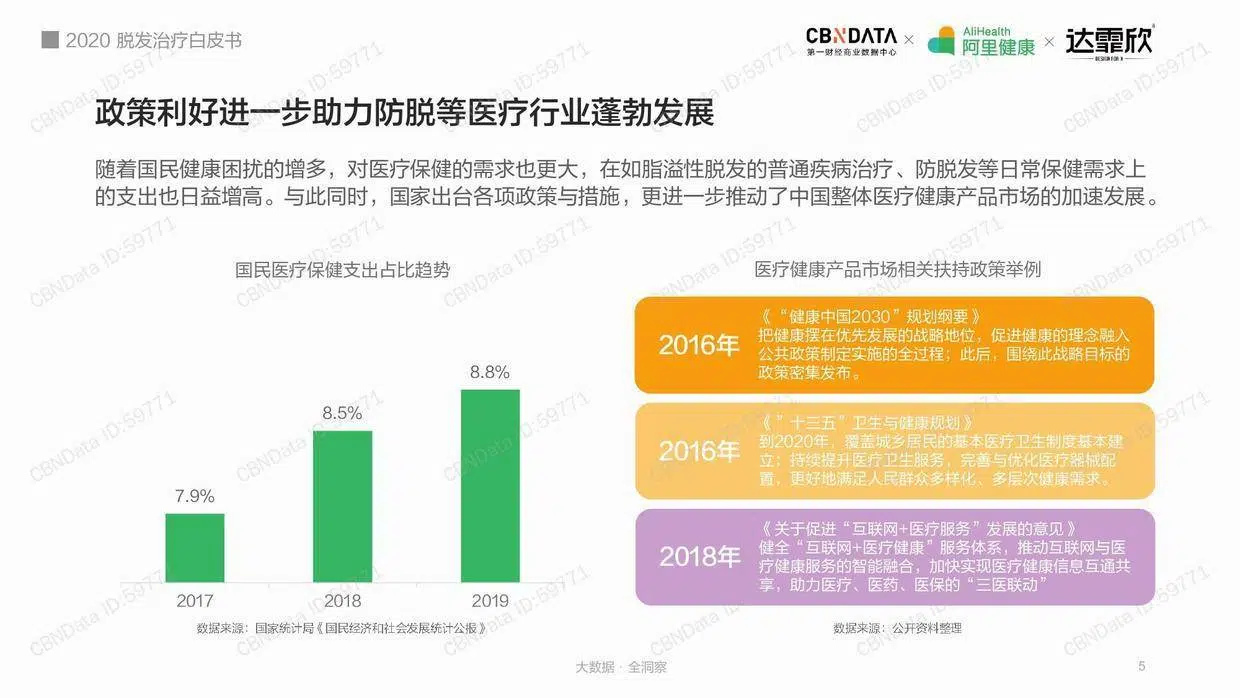 2020 脱发治疗白皮书
CBNDATA
第一财经商业数据中心
×
AliHealth
阿里健康
×
达霏欣
DESIGN FOR X
政策利好进一步助力防脱等医疗行业蓬勃发展
随着国民健康困扰的增多，对医疗保健的需求也更大，在如脂溢性脱发的普通疾病治疗、防脱发等日常保健需求上
的支出也日益增高。与此同时，国家出台各项政策与措施，更进一步推动了中国整体医疗健康产品市场的加速发展。
国民医疗保健支出占比趋势
7.9%
8.5%
8.8%
2017
2018
2019
数据来源：国家统计局《国民经济和社会发展统计公报》
医疗健康产品市场相关扶持政策举例
2016年
《“健康中国2030”规划纲要》
把健康摆在优先发展的战略地位，促进健康的理念融入
公共政策制定实施的全过程；此后，围绕此战略目标的
政策密集发布。
2016年
《”十三五”卫生与健康规划》
到2020年，覆盖城乡居民的基本医疗卫生制度基本建
立；持续提升医疗卫生服务，完善与优化医疗器械配
置，更好地满足人民群众多样化、多层次健康需求。
2018年
《关于促进“互联网+医疗服务”发展的意见》
健全“互联网+医疗健康”服务体系，推动互联网与医
疗健康服务的智能融合，加快实现医疗健康信息互通共
享，助力医疗、医药、医保的“三医联动”
数据来源：公开资料整理
大数据 · 全洞察
5
CBNData ID:59771